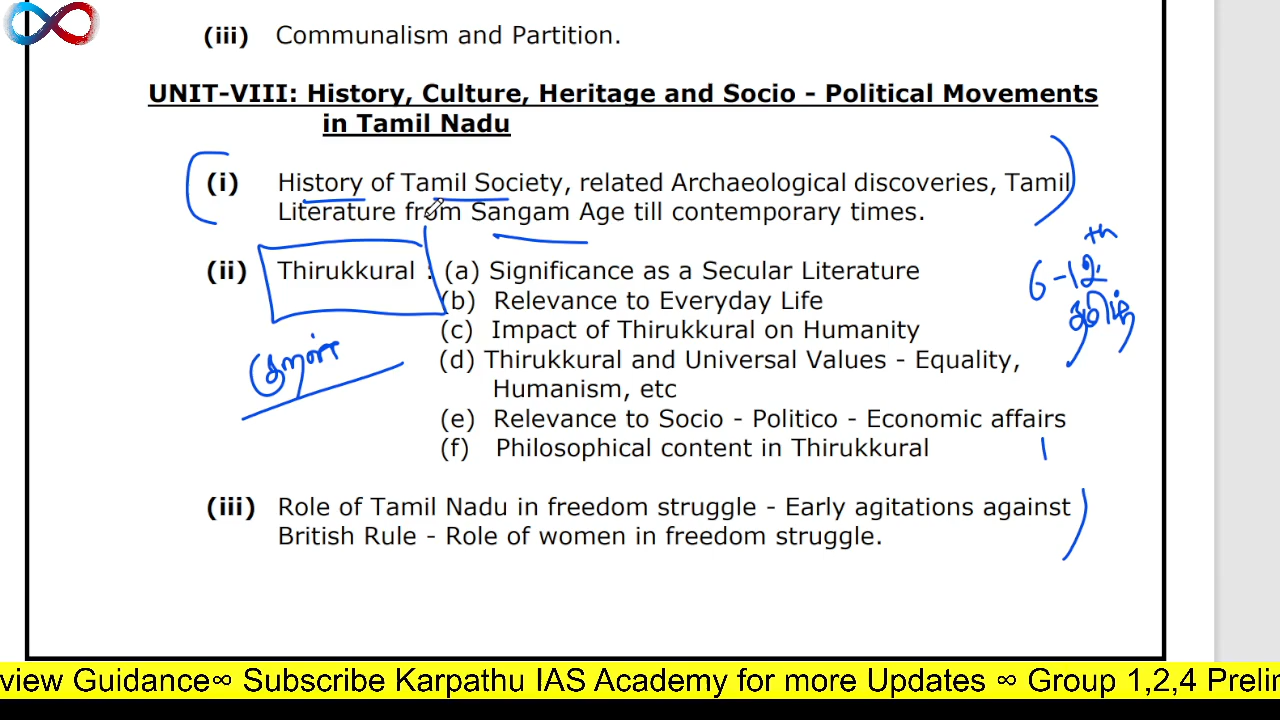 (iii) Communalism and Partition.
UNIT-VIII: History, Culture, Heritage and Socio - Political Movements
in Tamil Nadu
(i) History of Tamil Society, related Archaeological discoveries, Tamil
Literature from Sangam Age till contemporary times.
(ii) Thirukkural : (a) Significance as a Secular Literature
(b) Relevance to Everyday Life
(c) Impact of Thirukkural on Humanity
(d) Thirukkural and Universal Values - Equality,
Humanism, etc
(e) Relevance to Socio - Politico - Economic affairs
(f) Philosophical content in Thirukkural
6-12th
(iii) Role of Tamil Nadu in freedom struggle - Early agitations against
British Rule - Role of women in freedom struggle.
view Guidance∞ Subscribe Karpathu IAS Academy for more Updates ∞ Group 1,2,4